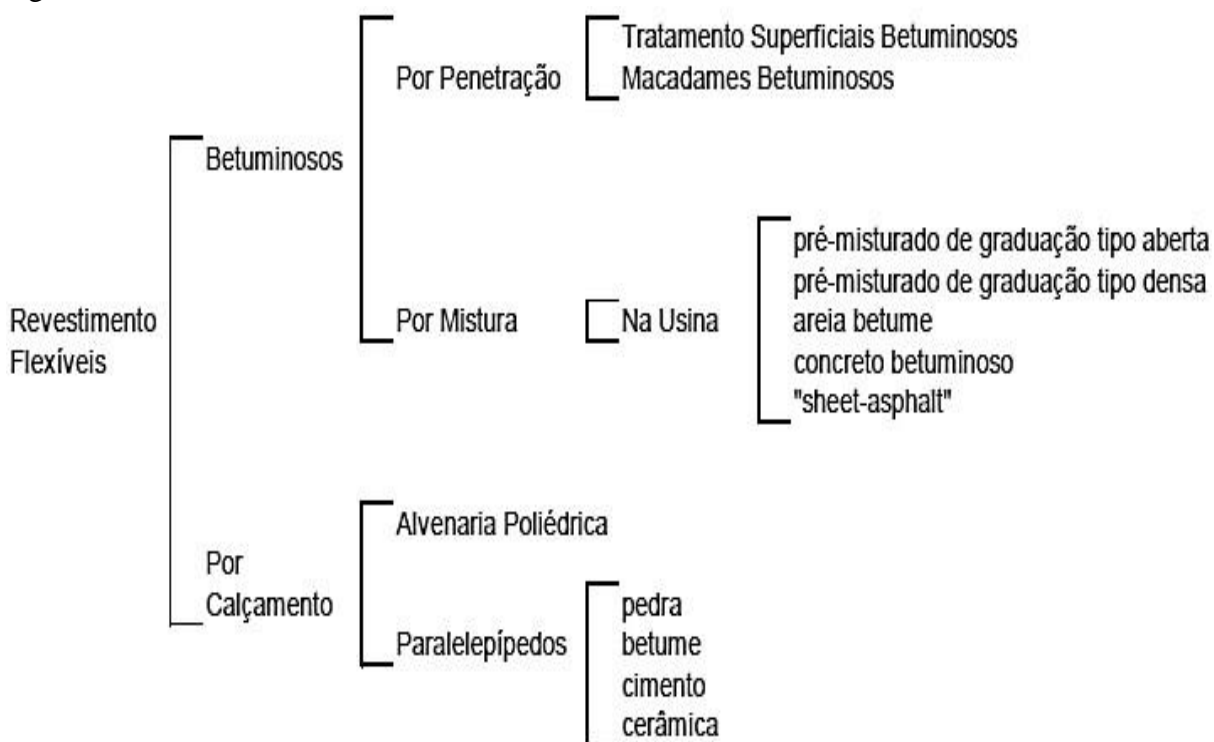 Tratamento Superficiais Betuminosos
Por Penetração
Macadames Betuminosos
Betuminosos
pré-misturado de graduação tipo aberta
pré-misturado de graduação tipo densa
Revestimento
Flexíveis
Por Mistura
Na Usina
areia betume
concreto betuminoso
"sheet-asphalt"
Alvenaria Poliédrica
Por
Calçamento
Paralelepípedos
pedra
betume
cimento
cerâmica